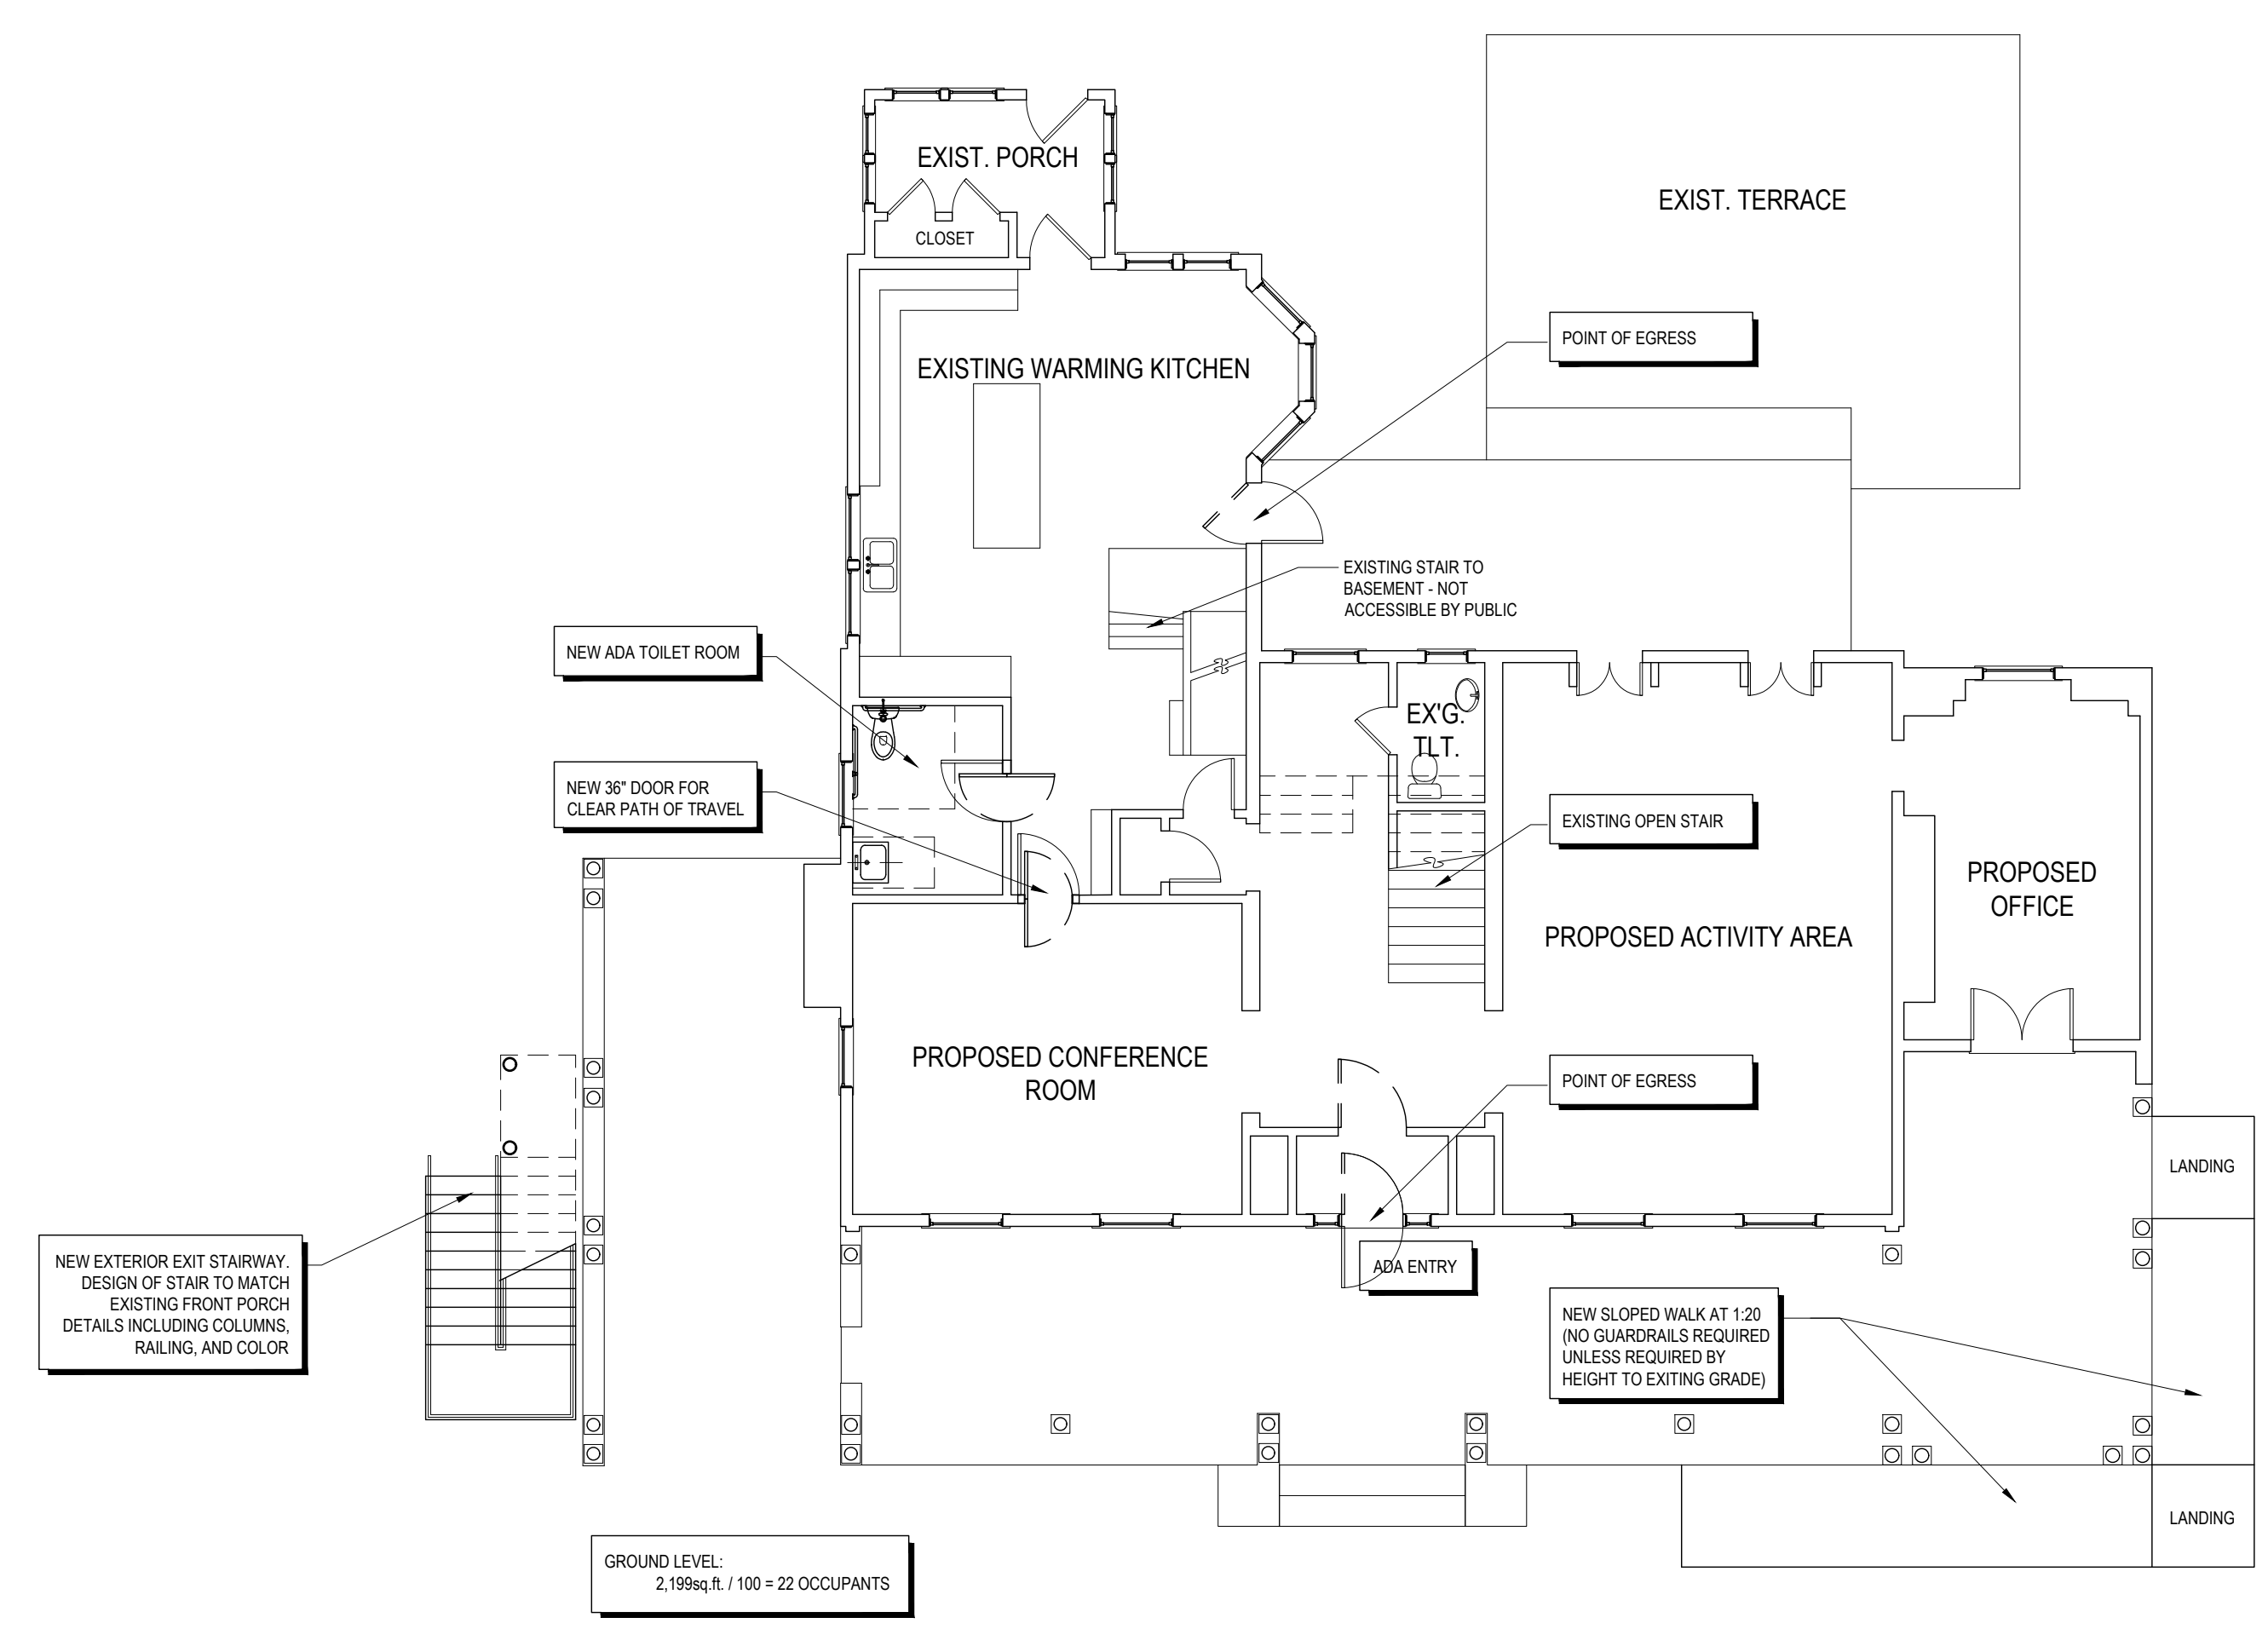 EXIST. PORCH
CLOSET
EXIST. TERRACE
POINT OF EGRESS
EXISTING WARMING KITCHEN
EXISTING STAIR TO
BASEMENT - NOT
ACCESSIBLE BY PUBLIC
NEW ADA TOILET ROOM
EX'G.
TLT.
NEW 36" DOOR FOR
CLEAR PATH OF TRAVEL
EXISTING OPEN STAIR
PROPOSED
OFFICE
PROPOSED ACTIVITY AREA
PROPOSED CONFERENCE
ROOM
POINT OF EGRESS
LANDING
NEW EXTERIOR EXIT STAIRWAY.
DESIGN OF STAIR TO MATCH
EXISTING FRONT PORCH
DETAILS INCLUDING COLUMNS,
RAILING, AND COLOR
ADA ENTRY
NEW SLOPED WALK AT 1:20
(NO GUARDRAILS REQUIRED
UNLESS REQUIRED BY
HEIGHT TO EXITING GRADE)
LANDING
GROUND LEVEL:
2,199sq.ft. / 100 = 22 OCCUPANTS